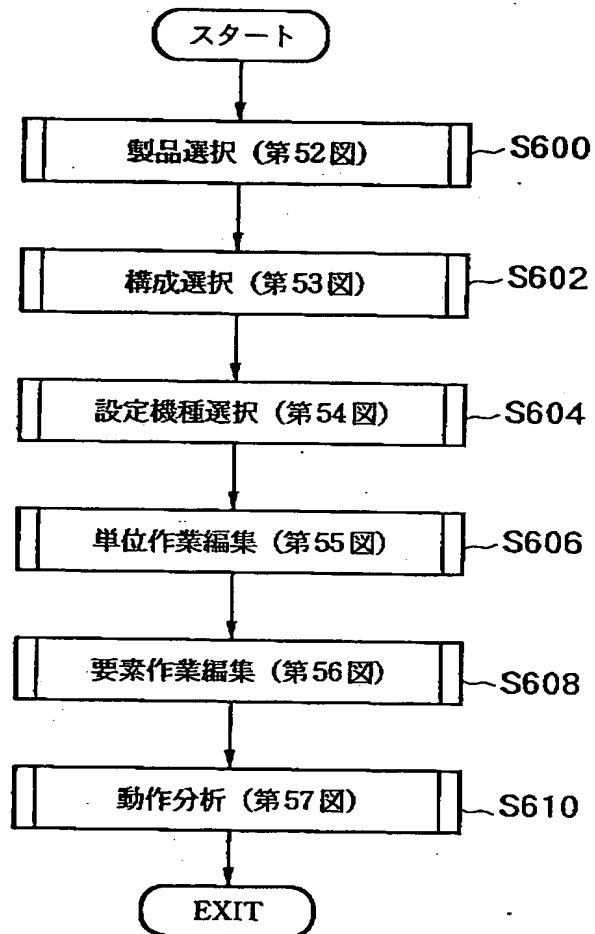 スタート
製品選択 (第52図)
S600
構成選択 (第53図)
S602
設定機種選択 (第54図)
S604
単位作業編集 (第55図)
S606
要素作業編集 (第56図)
S608
動作分析 (第57図)
S610
EXIT